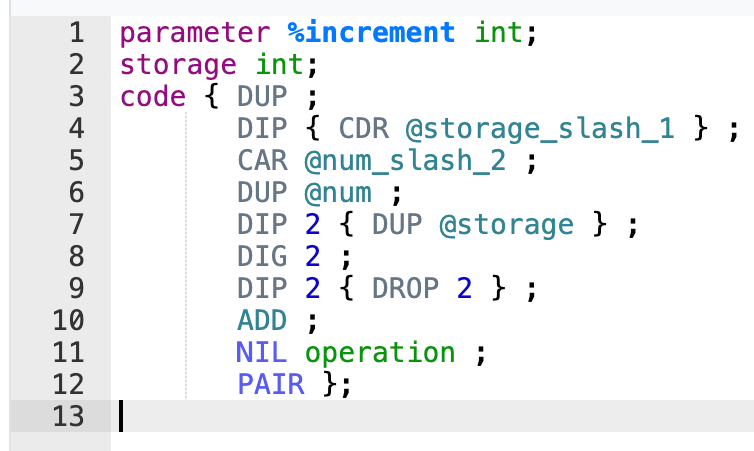 1 parameter %increment int;
2 storage int;
3 code { DUP ;
4 DIP { CDR @storage_slash_1 } ;
5 CAR @num_slash_2 ;
6 DUP @num ;
7 DIP 2 { DUP @storage } ;
8 DIG 2 ;
9 DIP 2 { DROP 2 } ;
10 ADD ;
11 NIL operation ;
12 PAIR };
13